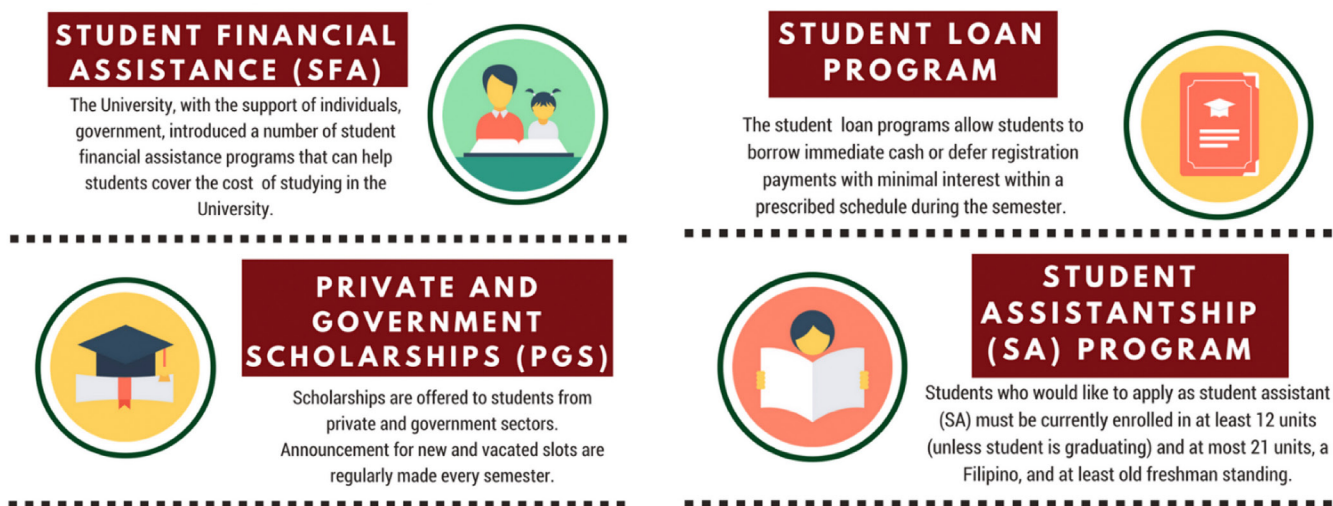 STUDENT FINANCIAL
ASSISTANCE (SFA)
The University, with the support of individuals,
government, introduced a number of student
financial assistance programs that can help
students cover the cost of studying in the
University.
STUDENT LOAN
PROGRAM
The student loan programs allow students to
borrow immediate cash or defer registration
payments with minimal interest within a
prescribed schedule during the semester.
PRIVATE AND
GOVERNMENT
SCHOLARSHIPS (PGS)
Scholarships are offered to students from
private and government sectors.
Announcement for new and vacated slots are
regularly made every semester.
STUDENT
ASSISTANTSHIP
(SA) PROGRAM
Students who would like to apply as student assistant
(SA) must be currently enrolled in at least 12 units
(unless student is graduating) and at most 21 units, a
Filipino, and at least old freshman standing.